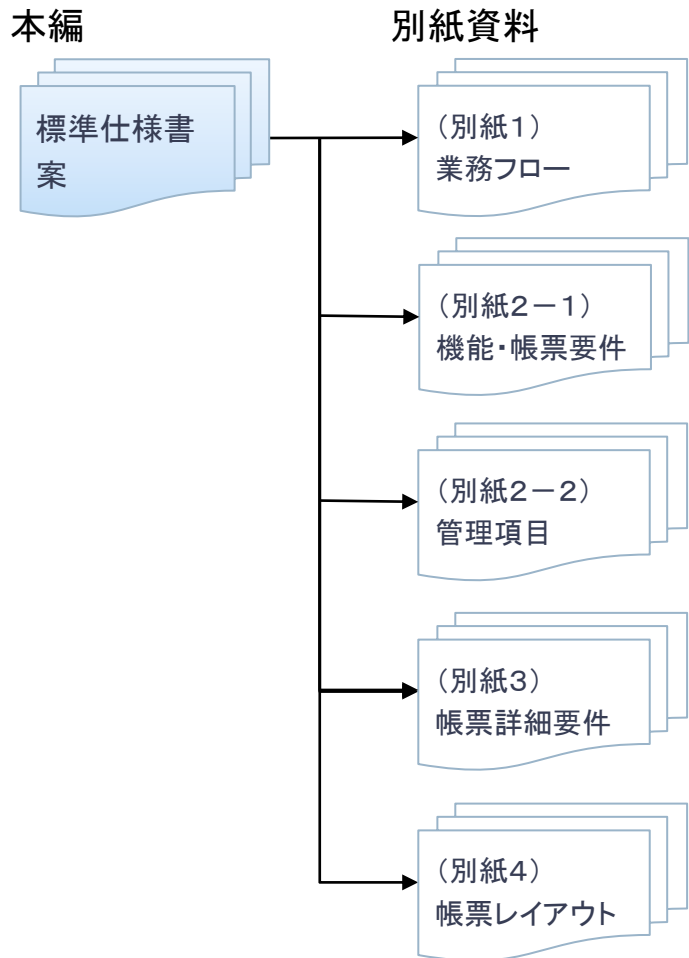 本編
別紙資料
標準仕様書
案
（別紙１）
業務フロー
（別紙２－１）
機能・帳票要件
（別紙２－２）
管理項目
（別紙３）
帳票詳細要件
（別紙４）
帳票レイアウト